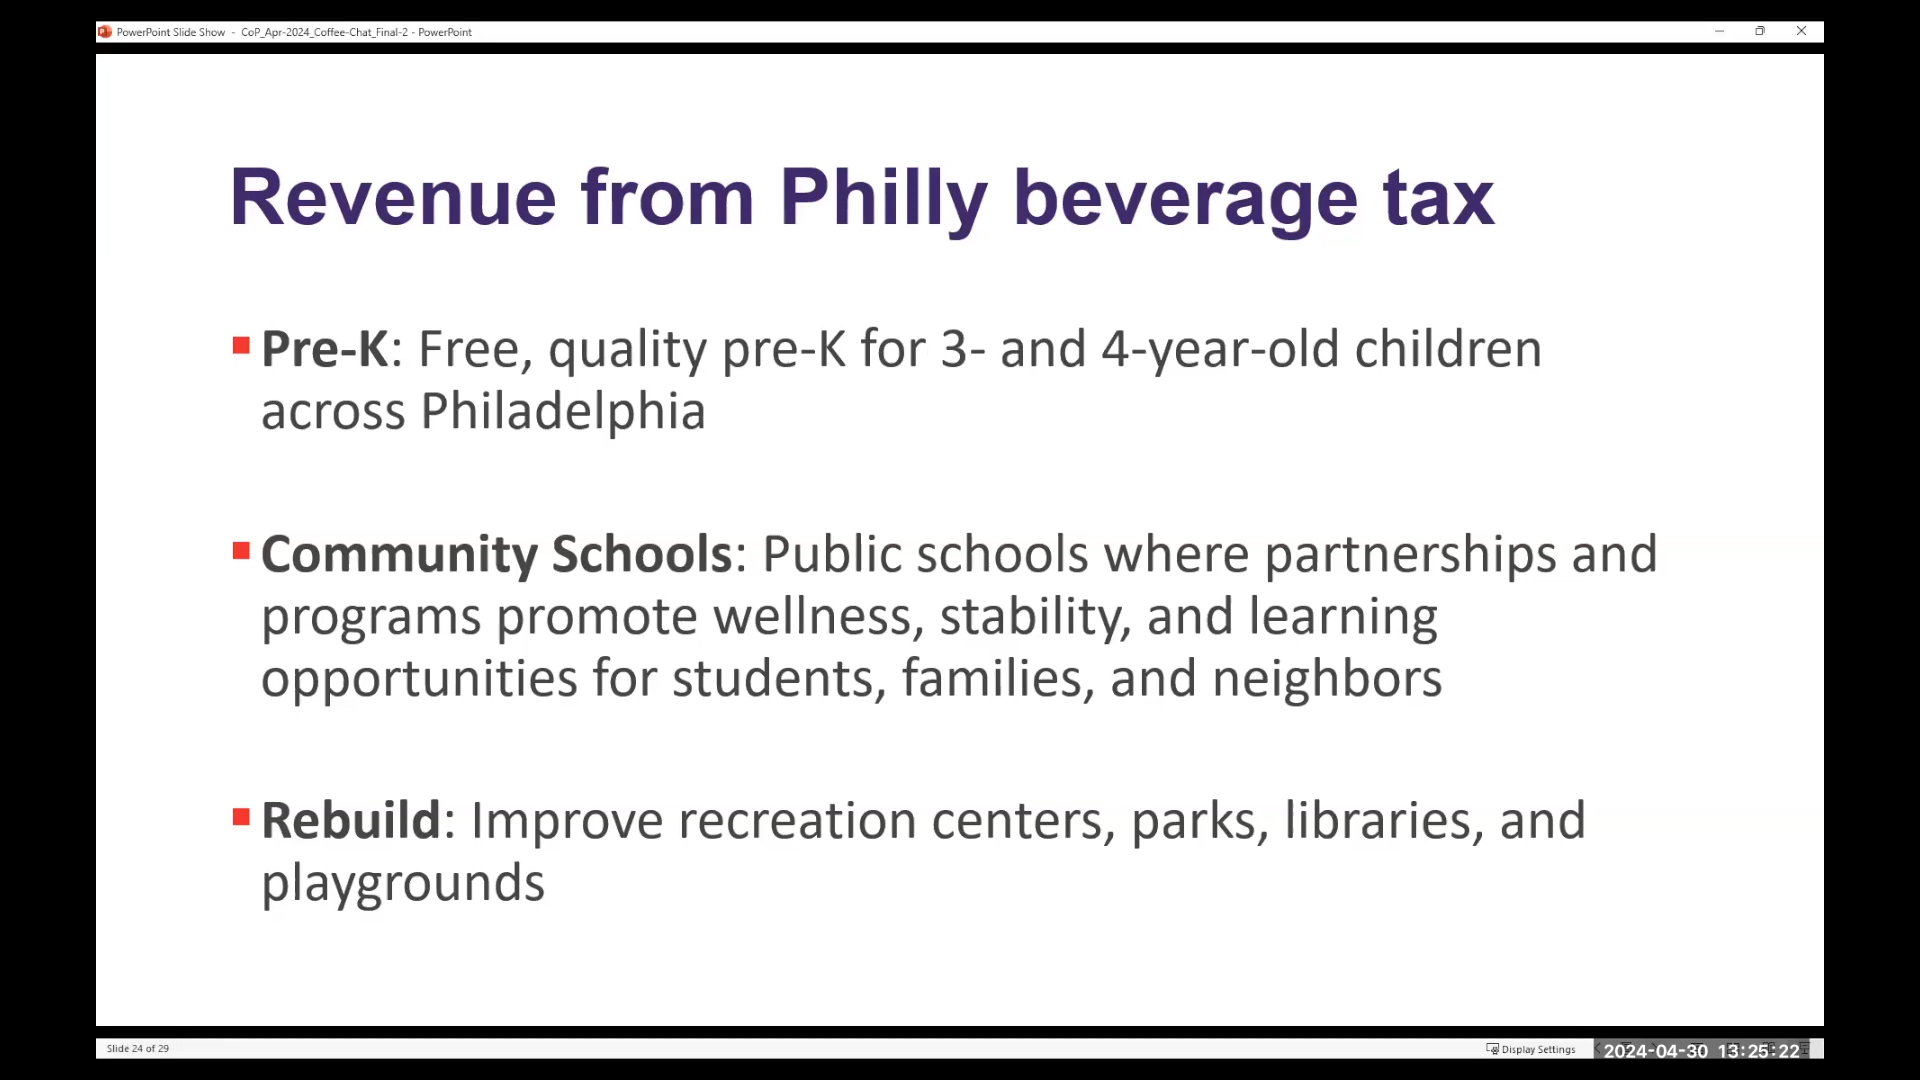 PowerPoint Slide Show - CoP_Apr-2024_Coffee-Chat_Final-2 - PowerPoint
Revenue from Philly beverage tax
Pre-K: Free, quality pre-K for 3- and 4-year-old children
across Philadelphia
Community Schools: Public schools where partnerships and
programs promote wellness, stability, and learning
opportunities for students, families, and neighbors
Rebuild: Improve recreation centers, parks, libraries, and
playgrounds
Slide 24 of 29
Display Settings
2024-04-30 13:25:22